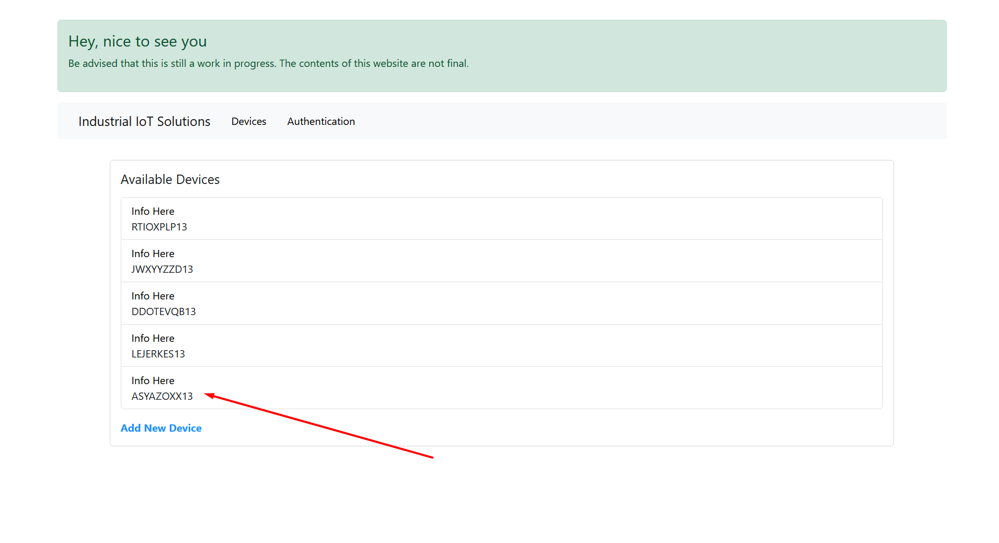 Hey, nice to see you
Be advised that this is still a work in progress. The contents of this website are not final.
Industrial IoT Solutions Devices Authentication
Available Devices
Info Here
RTIOXPLP13
Info Here
JWXYYZZD13
Info Here
DDOTEVQB13
Info Here
LEJERKES13
Info Here
ASYAZOXX13
Add New Device